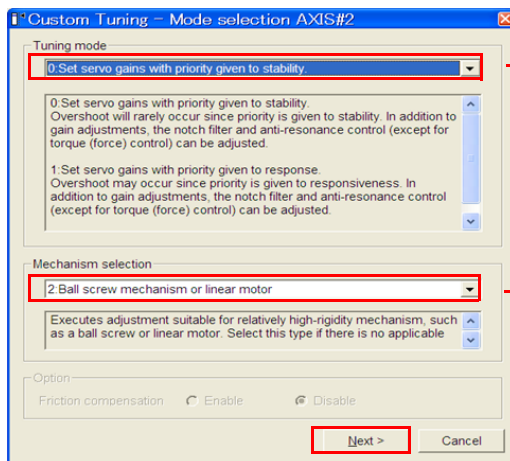 Custom Tuning - Mode selection AXIS#2
Tuning mode
0:Set servo gains with priority given to stability.
0:Set servo gains with priority given to stability.
Overshoot will rarely occur since priority is given to stability. In addition to
gain adjustments, the notch filter and anti-resonance control (except for
torque (force) control) can be adjusted.
1:Set servo gains with priority given to response.
Overshoot may occur since priority is given to responsiveness. In
addition to gain adjustments, the notch filter and anti-resonance control
(except for torque (force) control) can be adjusted.
Mechanism selection
2:Ball screw mechanism or linear motor
Executes adjustment suitable for relatively high-rigidity mechanism, such
as a ball screw or linear motor. Select this type if there is no applicable
Option
Friction compensation Enable Disable
Next > Cancel